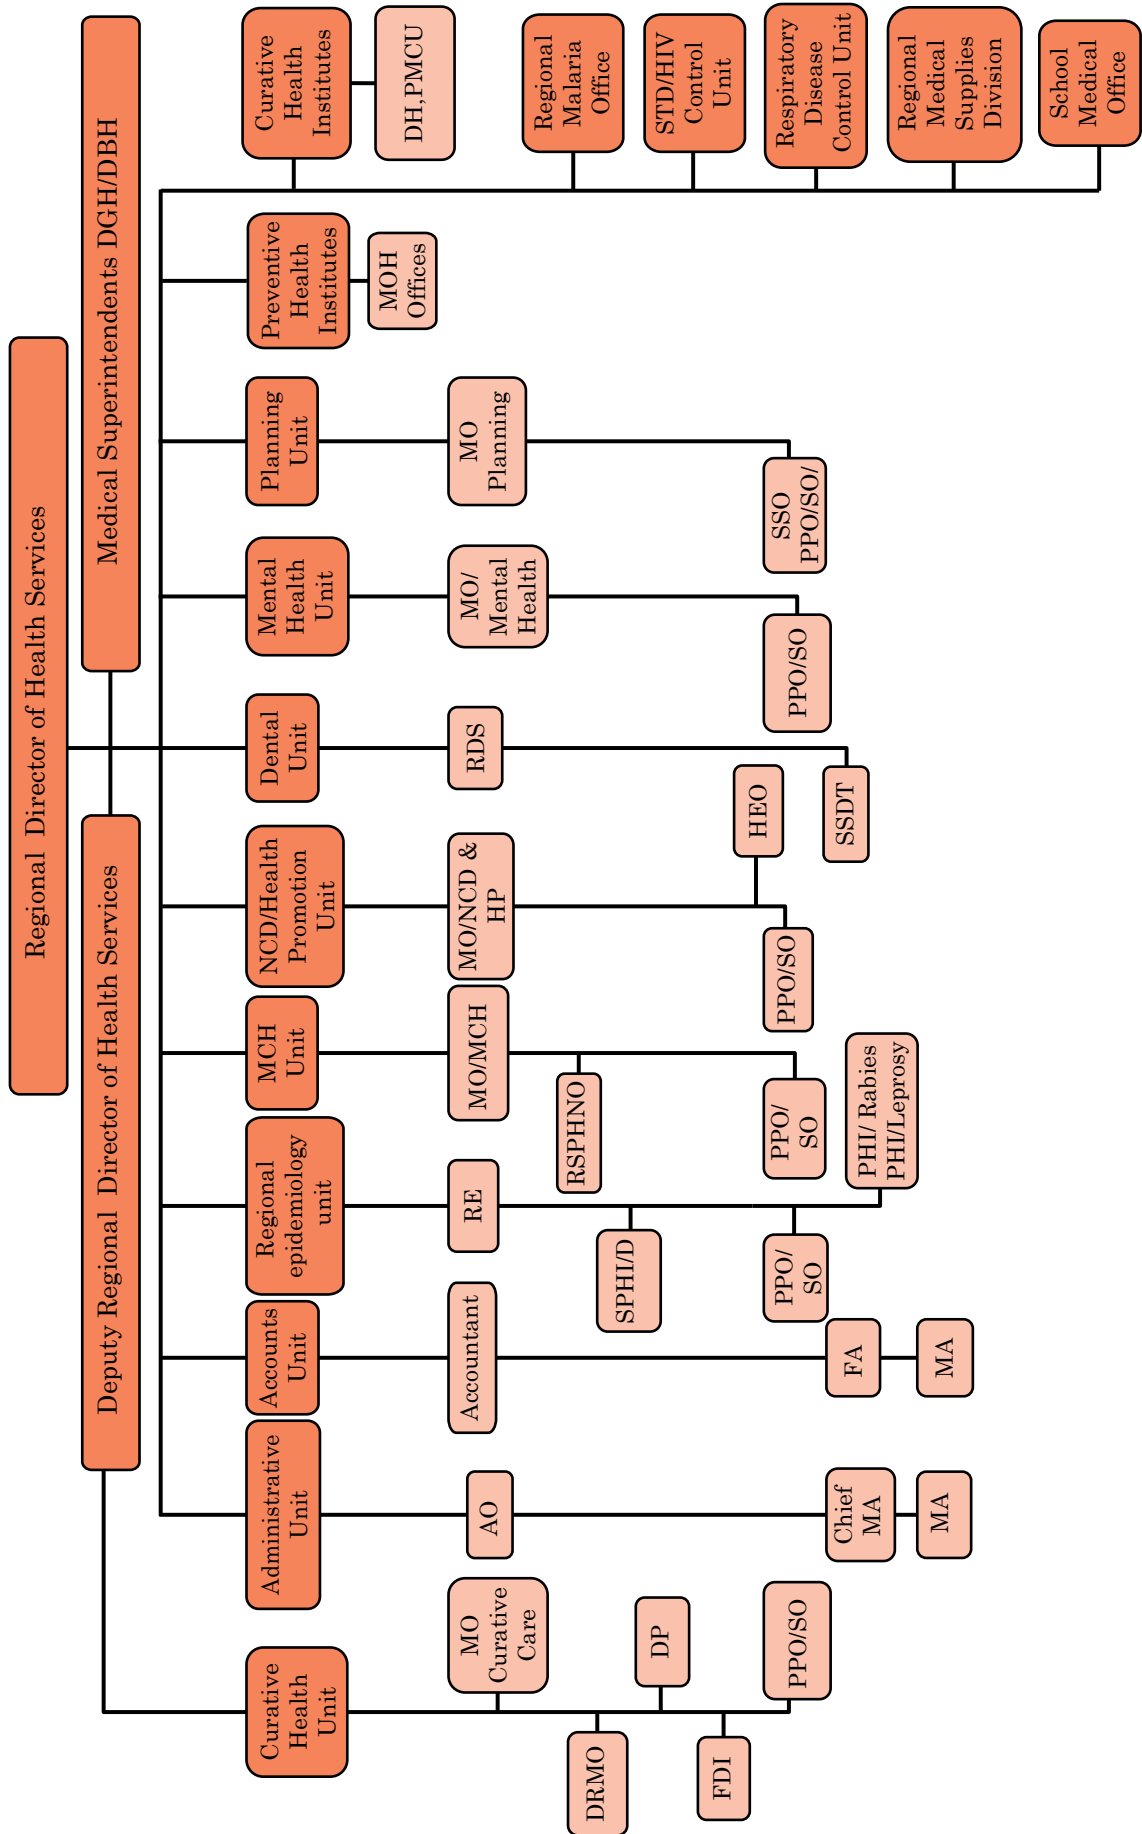 Regional Director of Health Services
Deputy Regional Director of Health Services
Medical Superintendents DGH/DBH
Curative
Health
Unit
MO
Curative
Care
DRMO
DP
FDI
PPO/SO
Administrative
Unit
AO
Chief
MA
MA
Accounts
Unit
Accountant
FA
MA
Regional
epidemiology
unit
RE
SPHI/D
PPO/
SO
PHI/ Rabies
PHI/Leprosy
MCH
Unit
MO/MCH
RSPHNO
PPO/
SO
NCD/Health
Promotion
Unit
MO/NCD &
HP
HEO
PPO/SO
Dental
Unit
RDS
SSDT
Mental
Health
Unit
MO/
Mental
Health
PPO/SO
Planning
Unit
MO
Planning
SSO
PPO/SO/
Preventive
Health
Institutes
MOH
Offices
Curative
Health
Institutes
DH,PMCU
Regional
Malaria
Office
STD/HIV
Control
Unit
Respiratory
Disease
Control Unit
Regional
Medical
Supplies
Division
School
Medical
Office